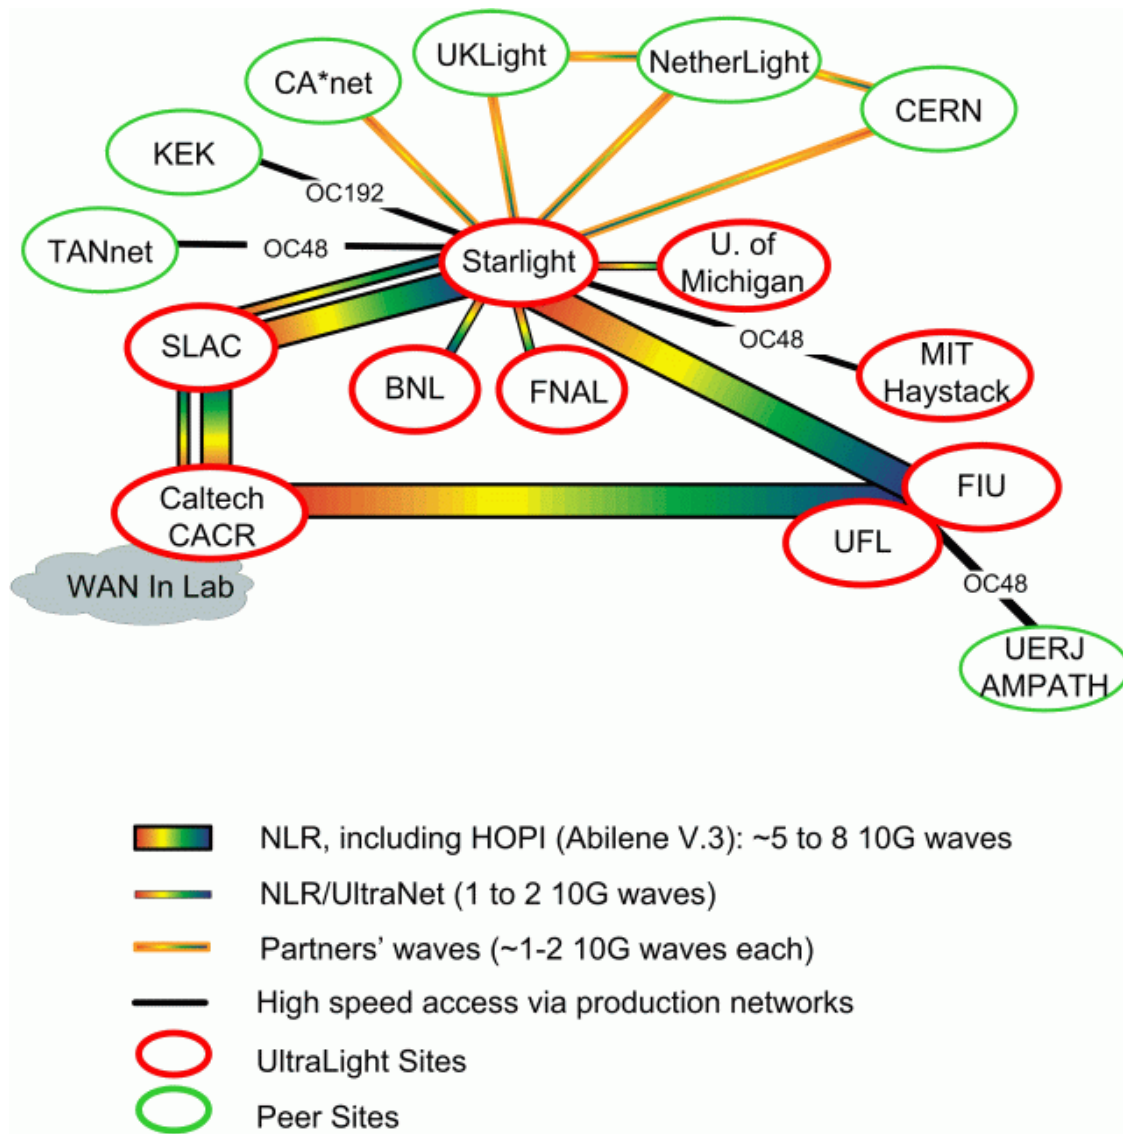 UKLight
NetherLight
CA*net
CERN
KEK
OC192
TANnet
OC48
Starlight
U. of
Michigan
SLAC
OC48
MIT
Haystack
BNL
FNAL
FIU
Caltech
CACR
UFL
WAN In Lab
OC48
UERJ
AMPATH
NLR, including HOPI (Abilene V.3): ~5 to 8 10G waves
NLR/UltraNet (1 to 2 10G waves)
Partners’ waves (~1-2 10G waves each)
High speed access via production networks
UltraLight Sites
Peer Sites